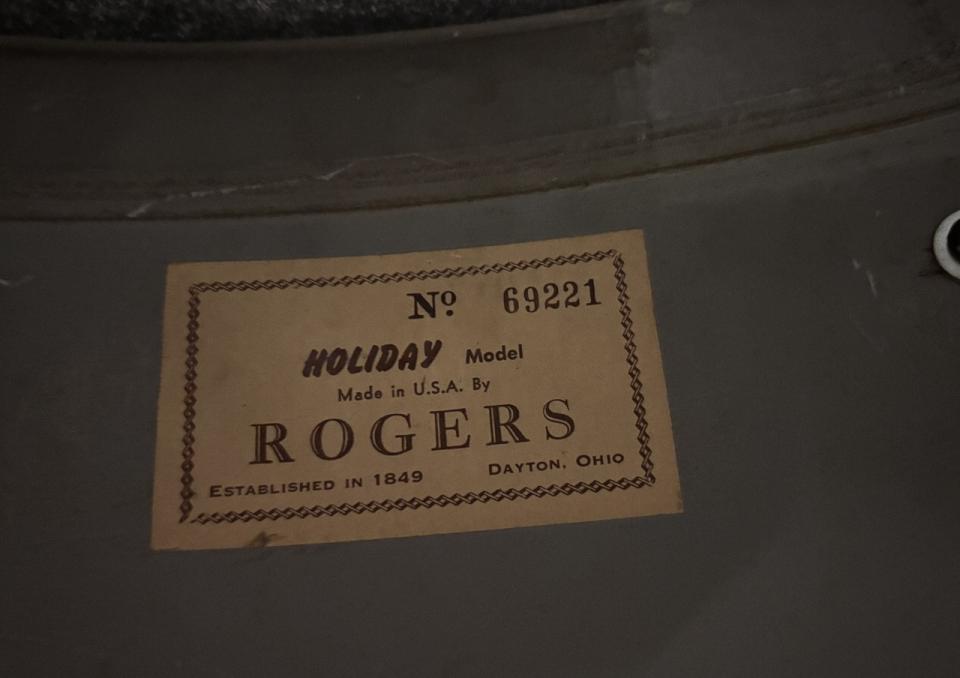 Nº 69221
HOLIDAY Model
Made in U.S.A. By
ROGERS
ESTABLISHED IN 1849 DAYTON, OHIO